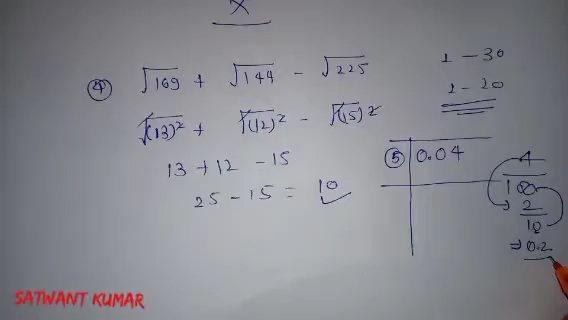 X
④ √169 + √144 - √225
√(13)² + √(12)² - √(15)²
13 + 12 - 15
25 - 15 = 10
1 - 30
1 - 20
⑤ 0.04
4
100
⇒ 2
10
⇒ 0.2
SATWANT KUMAR